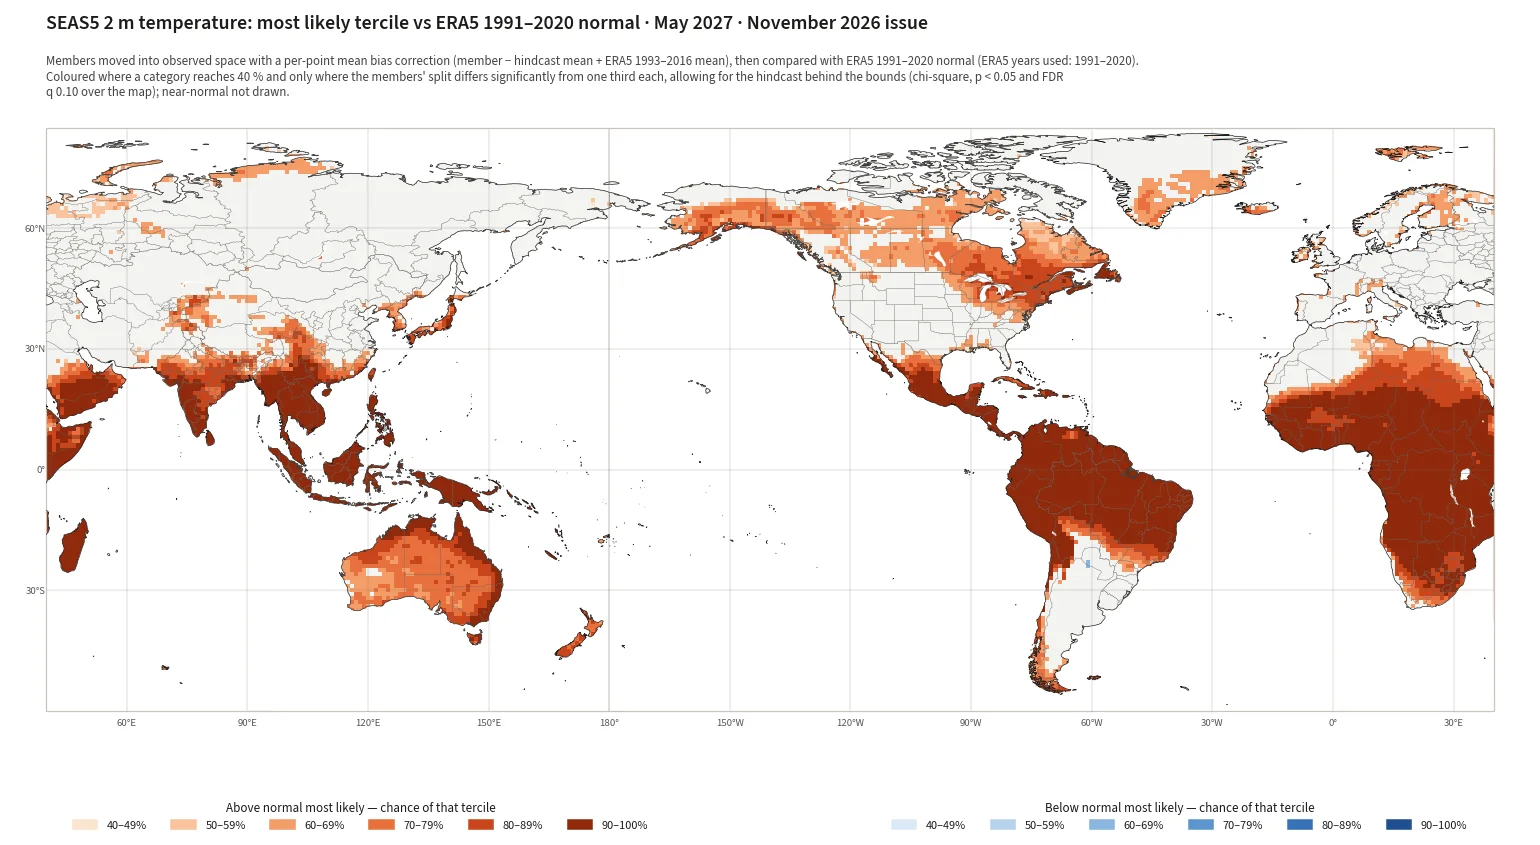 SEAS5 2 m temperature: most likely tercile vs ERA5 1991–2020 normal · May 2027 · November 2026 issue
Members moved into observed space with a per-point mean bias correction (member − hindcast mean + ERA5 1993–2016 mean), then compared with ERA5 1991–2020 normal (ERA5 years used: 1991–2020).
Coloured where a category reaches 40 % and only where the members' split differs significantly from one third each, allowing for the hindcast behind the bounds (chi-square, p < 0.05 and FDR
q 0.10 over the map); near-normal not drawn.
60°N
30°N
0°
30°S
60°E 90°E 120°E 150°E 180° 150°W 120°W 90°W 60°W 30°W 0° 30°E
Above normal most likely — chance of that tercile
40–49% 50–59% 60–69% 70–79% 80–89% 90–100%
Below normal most likely — chance of that tercile
40–49% 50–59% 60–69% 70–79% 80–89% 90–100%